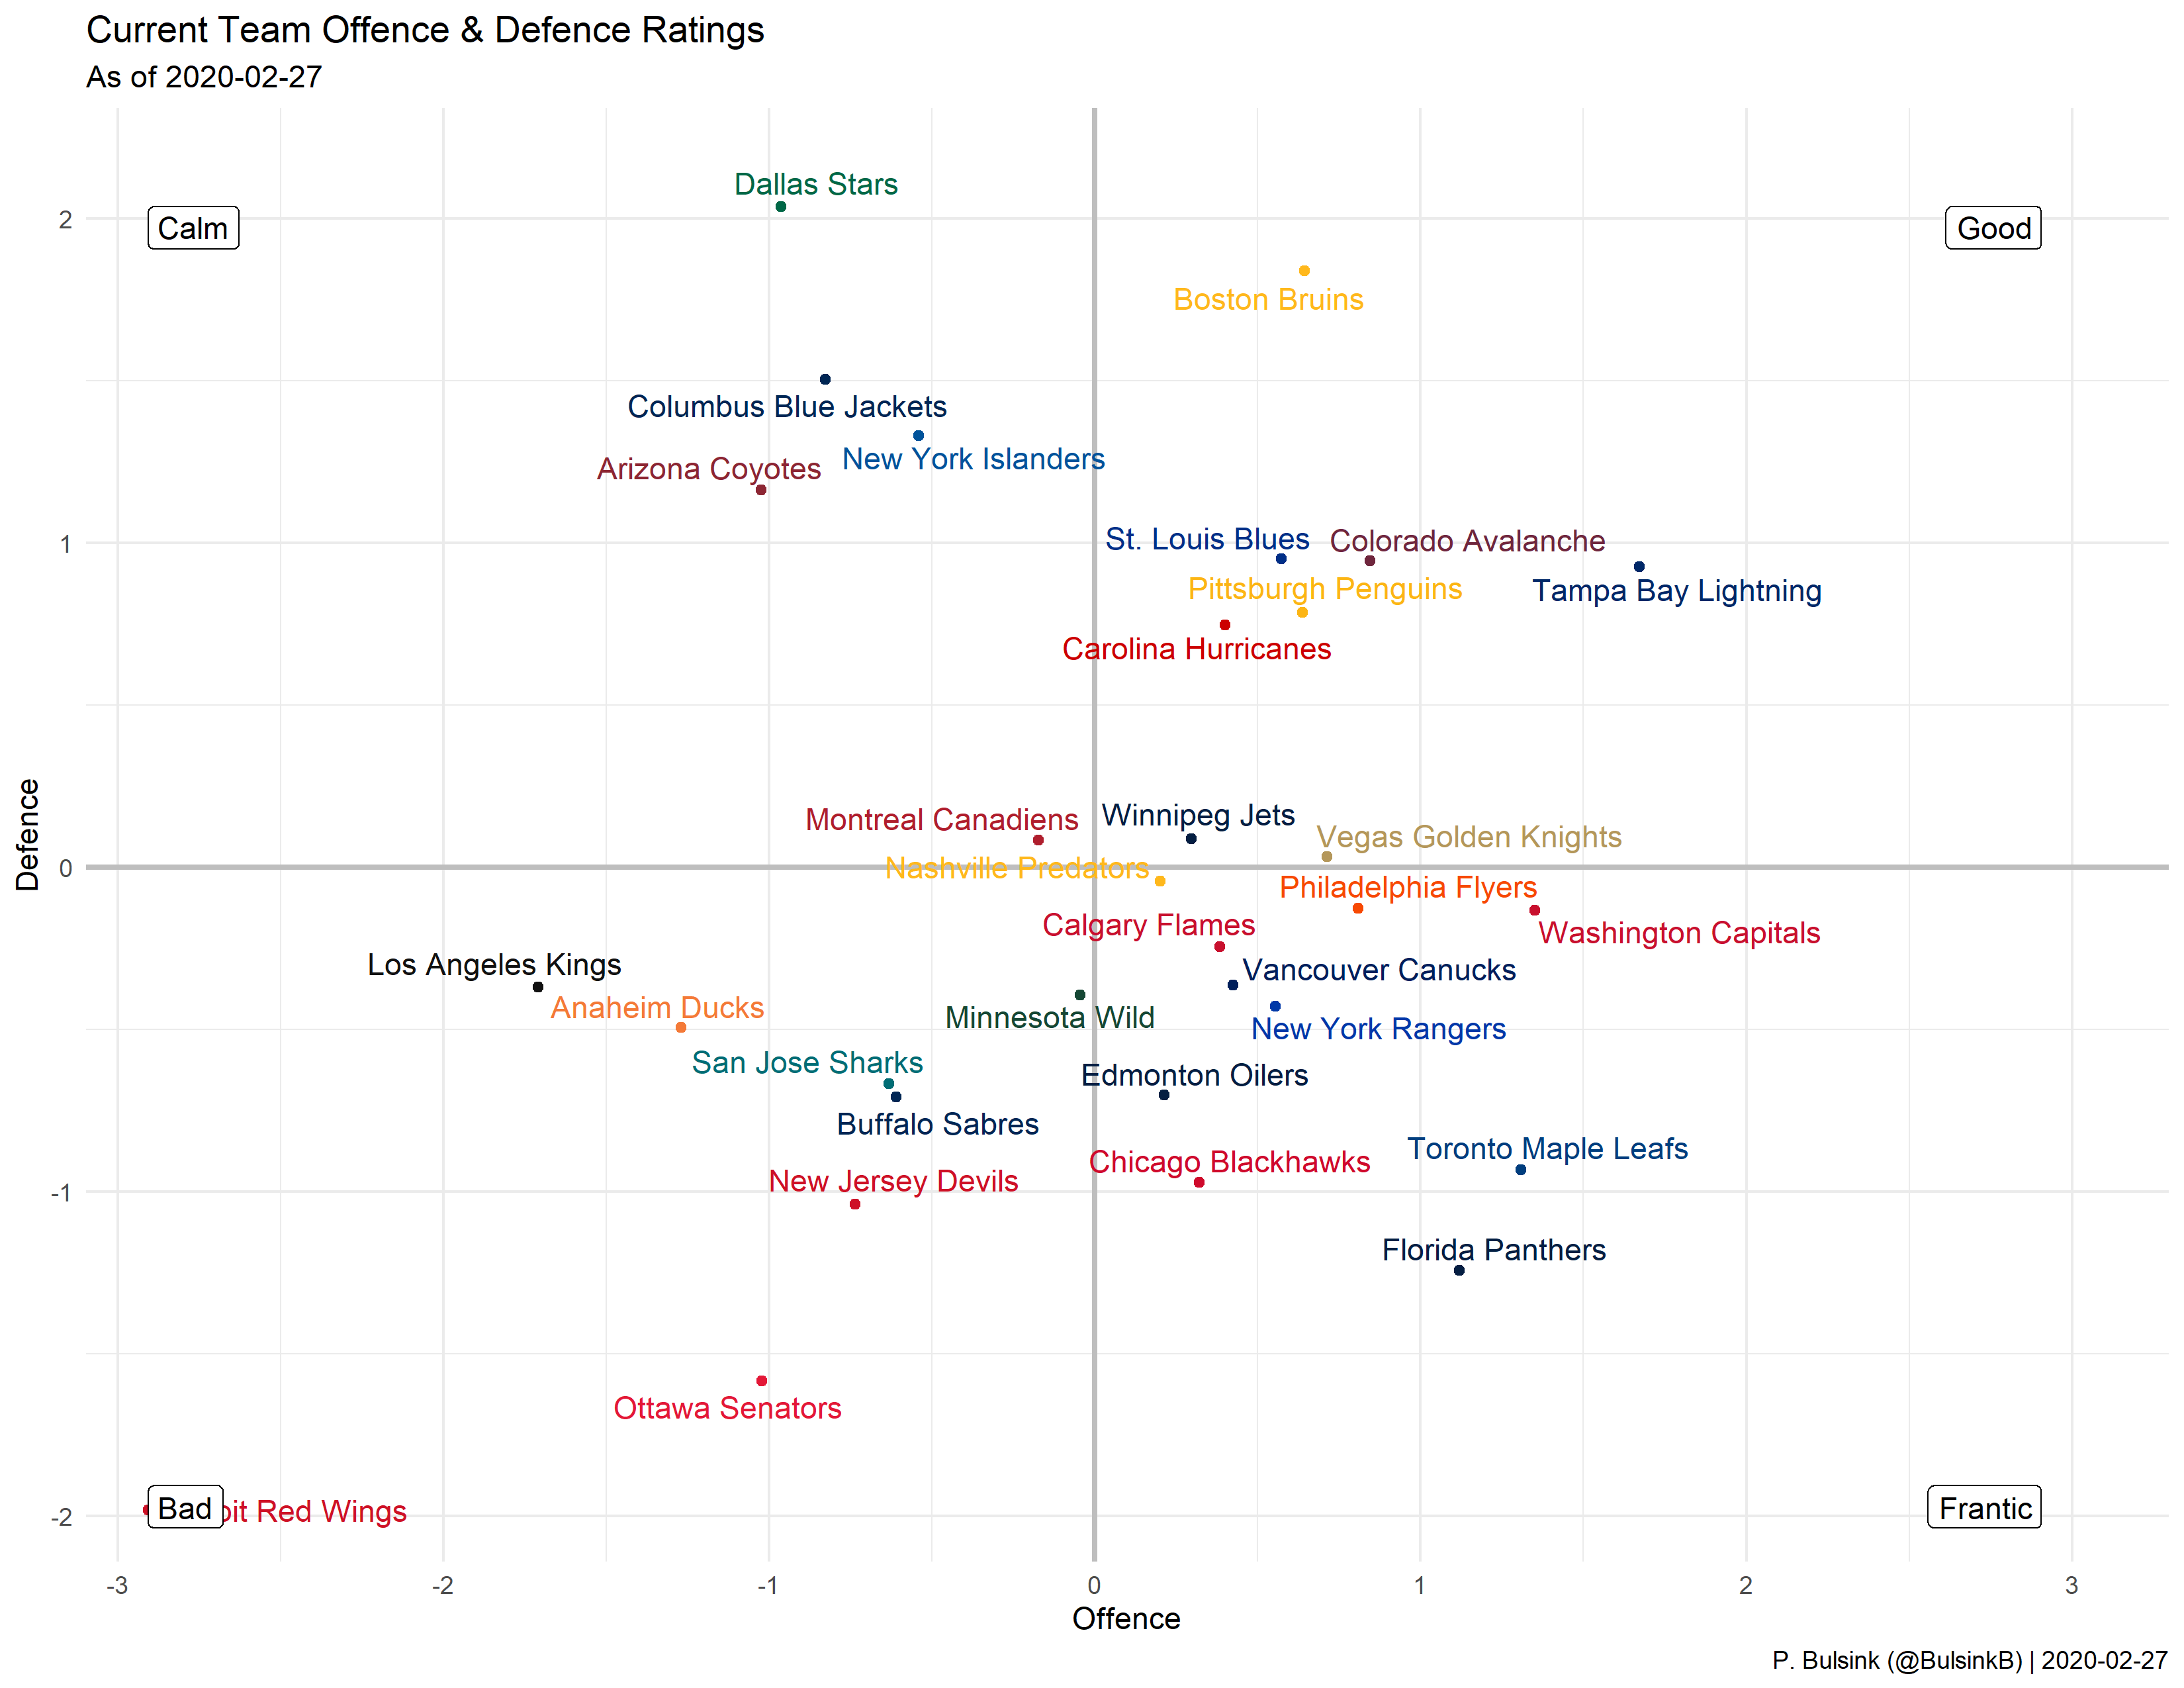 Current Team Offence & Defence Ratings
As of 2020-02-27
Dallas Stars
Calm
Good
2
Boston Bruins
Columbus Blue Jackets
New York Islanders
Arizona Coyotes
St. Louis Blues
Colorado Avalanche
1
Pittsburgh Penguins
Tampa Bay Lightning
Carolina Hurricanes
Defence
Montreal Canadiens
Winnipeg Jets
Vegas Golden Knights
0
Nashville Predators
Philadelphia Flyers
Calgary Flames
Washington Capitals
Los Angeles Kings
Vancouver Canucks
Anaheim Ducks
Minnesota Wild
New York Rangers
San Jose Sharks
Edmonton Oilers
Buffalo Sabres
Toronto Maple Leafs
Chicago Blackhawks
New Jersey Devils
-1
Florida Panthers
Ottawa Senators
Bad
Red Wings
Frantic
-2
-3 -2 -1 0 1 2 3
Offence
P. Bulsink (@BulsinkB) | 2020-02-27